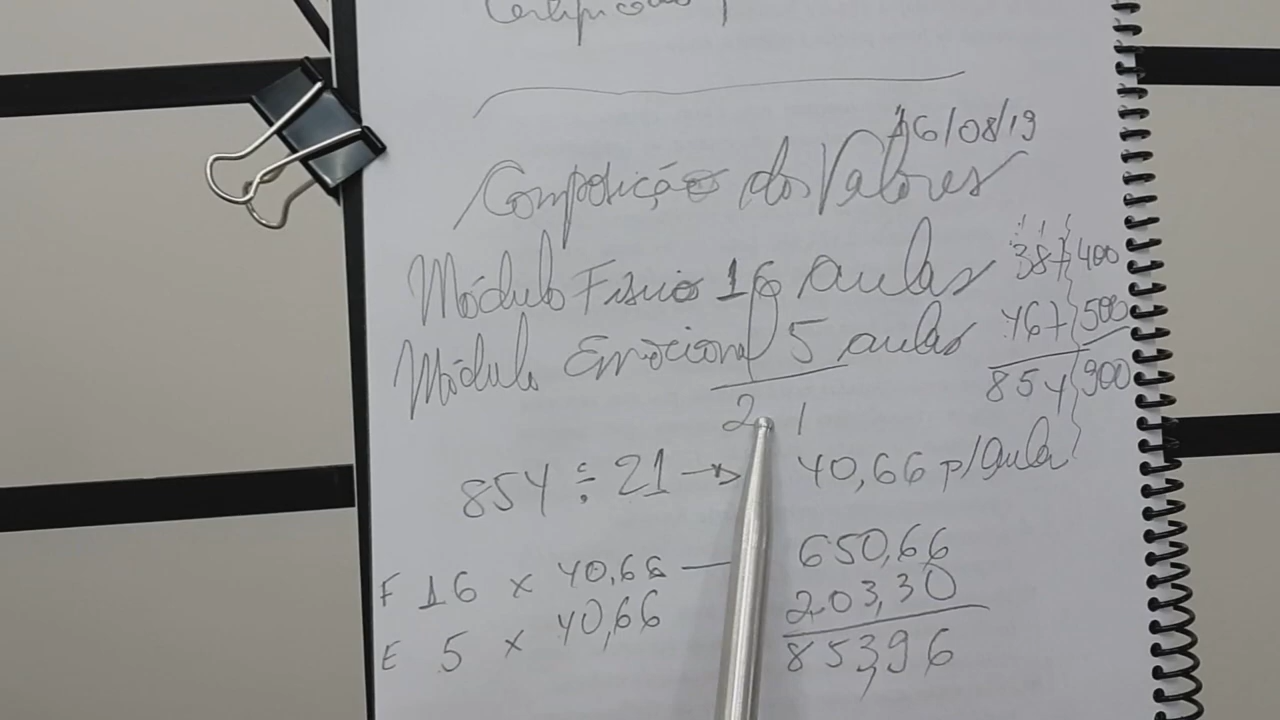 Certificado
16/08/19
Composição dos Valores
Módulo Físico 16 aulas
387 400
Módulo Emocional 5 aulas
467 500
21
854 900
854 ÷ 21 → 40,66 p/aula
F 16 x 40,66 — 650,66
E 5 x 40,66 203,30
853,96